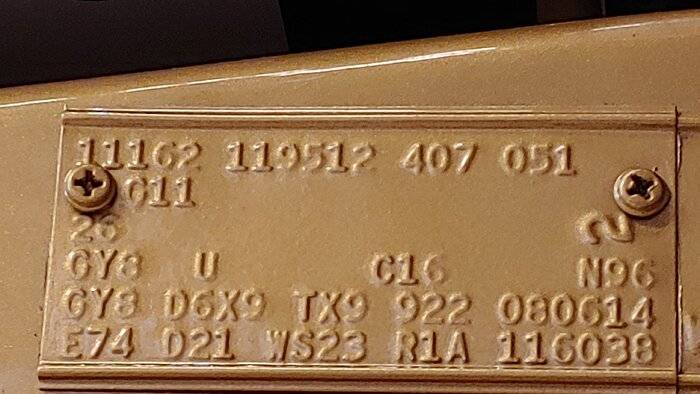 11162 119512 407 051
G11
26 2
GY8 U C16 N96
GY8 D6X9 TX9 922 080614
E74 D21 WS23 R1A 116038